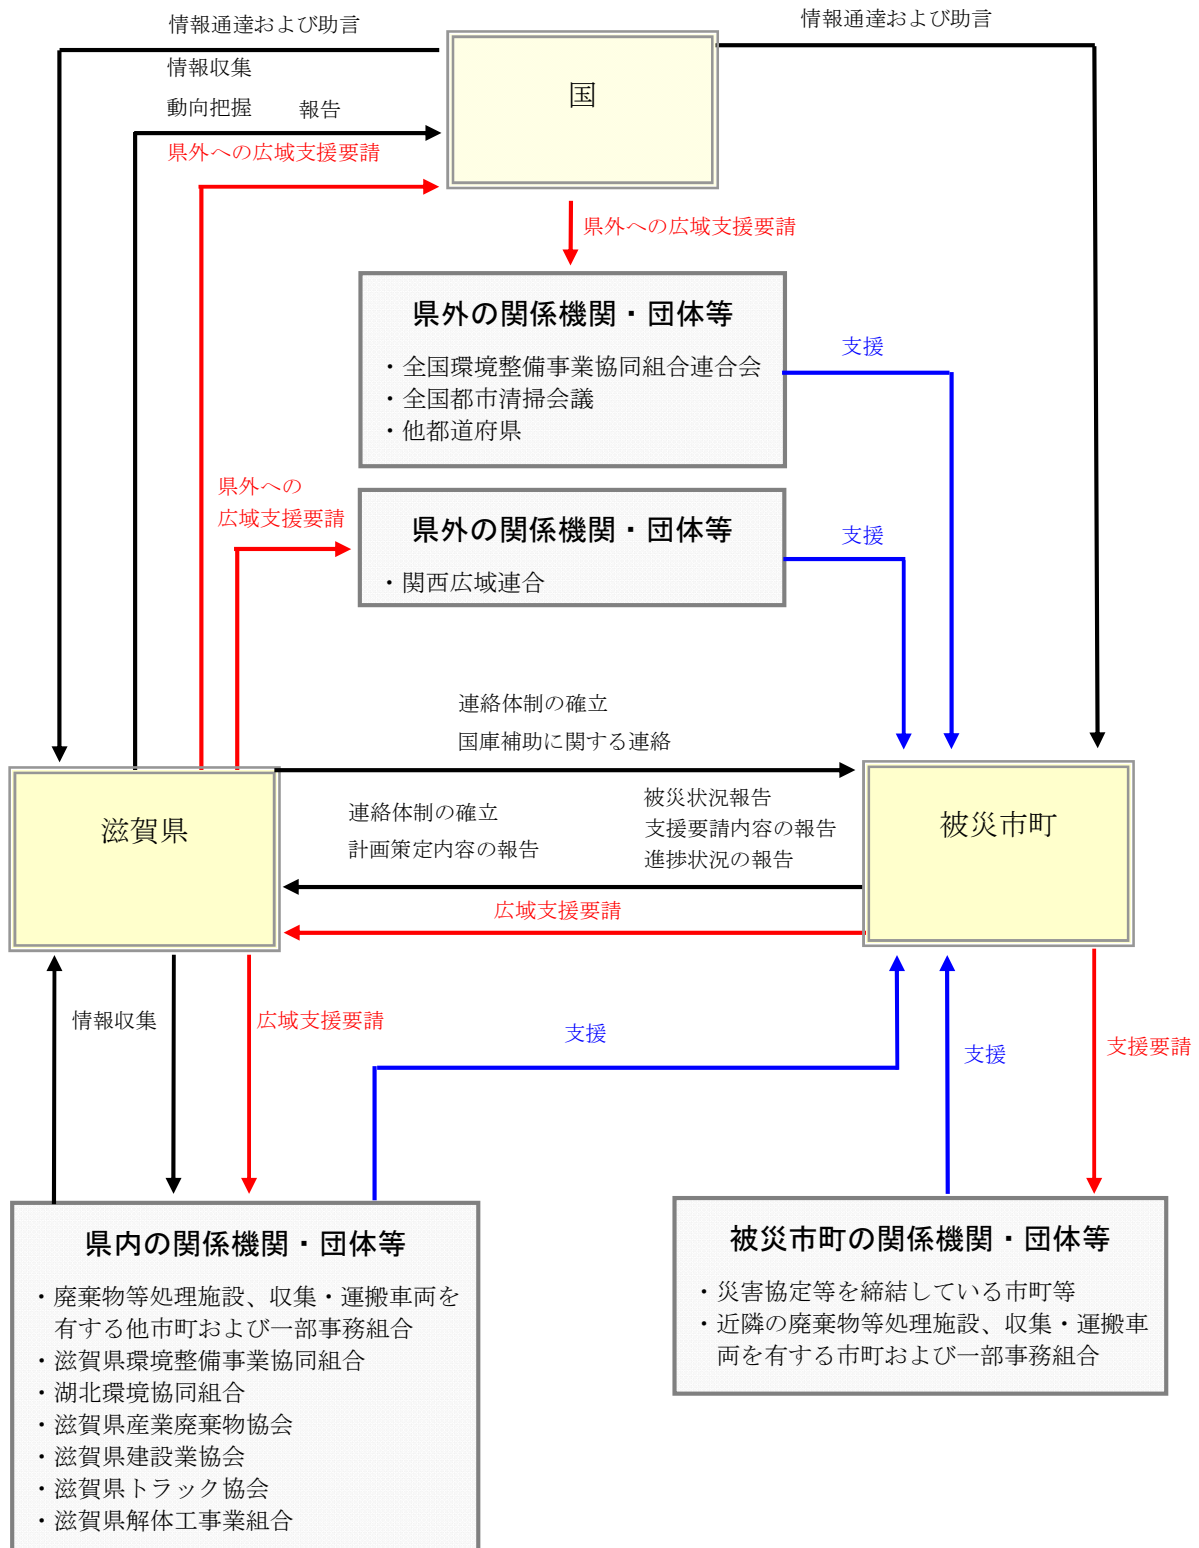 情報通達および助言
情報通達および助言
情報収集
動向把握
報告
国
県外への広域支援要請
県外への広域支援要請
県外の関係機関・団体等
・全国環境整備事業協同組合連合会
・全国都市清掃会議
・他都道府県
支援
県外への
広域支援要請
県外の関係機関・団体等
・関西広域連合
支援
連絡体制の確立
国庫補助に関する連絡
滋賀県
連絡体制の確立
計画策定内容の報告
被災状況報告
支援要請内容の報告
進捗状況の報告
被災市町
広域支援要請
情報収集
広域支援要請
支援
支援
支援要請
県内の関係機関・団体等
・廃棄物等処理施設、収集・運搬車両を
有する他市町および一部事務組合
・滋賀県環境整備事業協同組合
・湖北環境協同組合
・滋賀県産業廃棄物協会
・滋賀県建設業協会
・滋賀県トラック協会
・滋賀県解体工事業組合
被災市町の関係機関・団体等
・災害協定等を締結している市町等
・近隣の廃棄物等処理施設、収集・運搬車
両を有する市町および一部事務組合